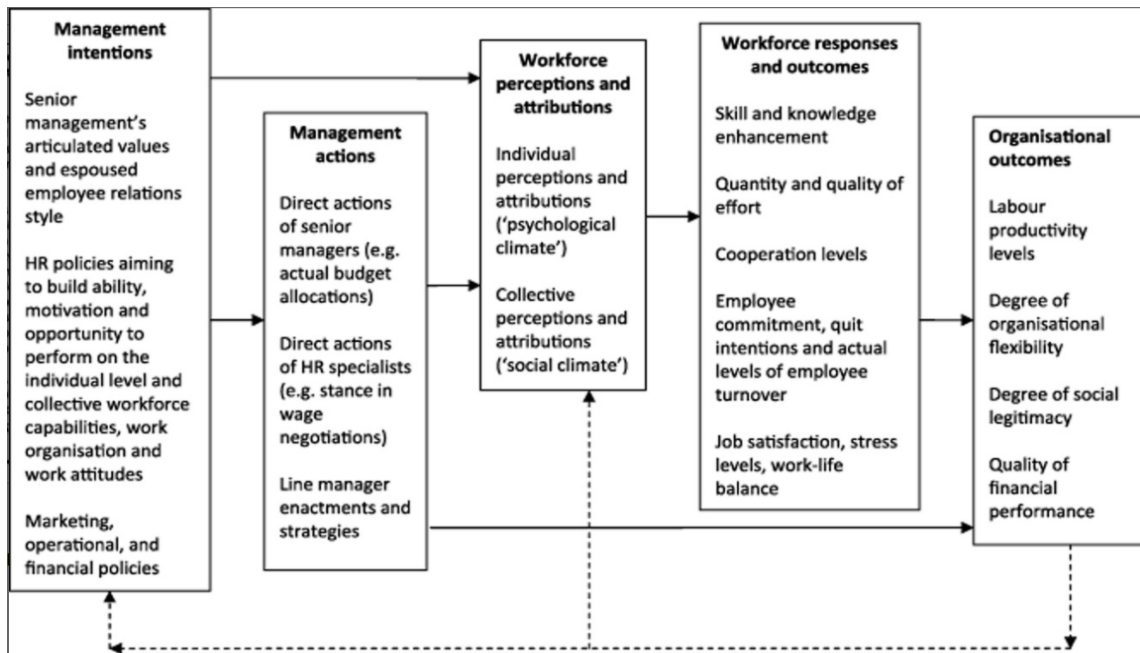 Management
intentions
Senior
management's
articulated values
and espoused
employee relations
style
HR policies aiming
to build ability,
motivation and
opportunity to
perform on the
individual level and
collective workforce
capabilities, work
organisation and
work attitudes
Marketing,
operational, and
financial policies
Management
actions
Direct actions
of senior
managers (e.g.
actual budget
allocations)
Direct actions
of HR specialists
(e.g. stance in
wage
negotiations)
Line manager
enactments and
strategies
Workforce
perceptions and
attributions
Individual
perceptions and
attributions
('psychological
climate')
Collective
perceptions and
attributions
('social climate')
Workforce responses
and outcomes
Skill and knowledge
enhancement
Quantity and quality of
effort
Cooperation levels
Employee
commitment, quit
intentions and actual
levels of employee
turnover
Job satisfaction, stress
levels, work-life
balance
Organisational
outcomes
Labour
productivity
levels
Degree of
organisational
flexibility
Degree of social
legitimacy
Quality of
financial
performance